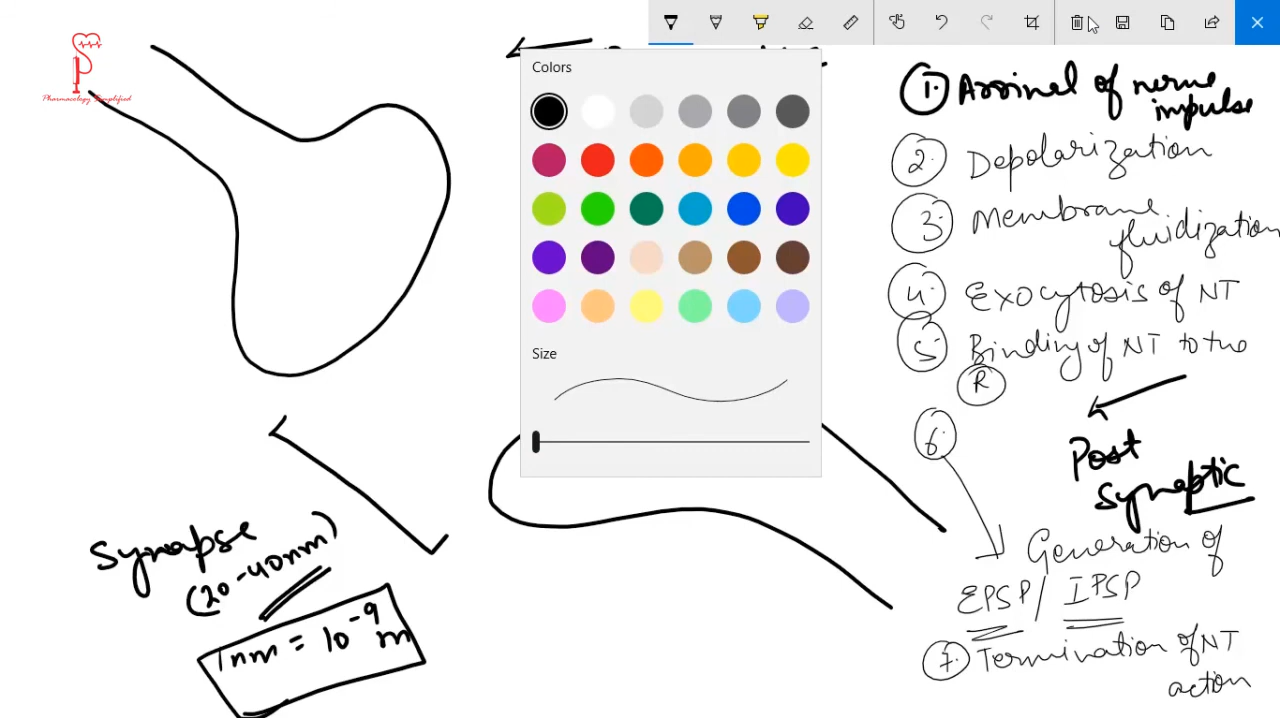 Pharmacology Simplified
Colors
Size
1. Arrival of nerve
impulse
2. Depolarization
3. Membrane
fluidization
4. Exocytosis of NT
5. Binding of NT to the
R
6
Post
Synaptic
Generation of
EPSP / IPSP
7. Termination of NT
action
Synapse
(20-40nm)
1nm = 10⁻⁹ m